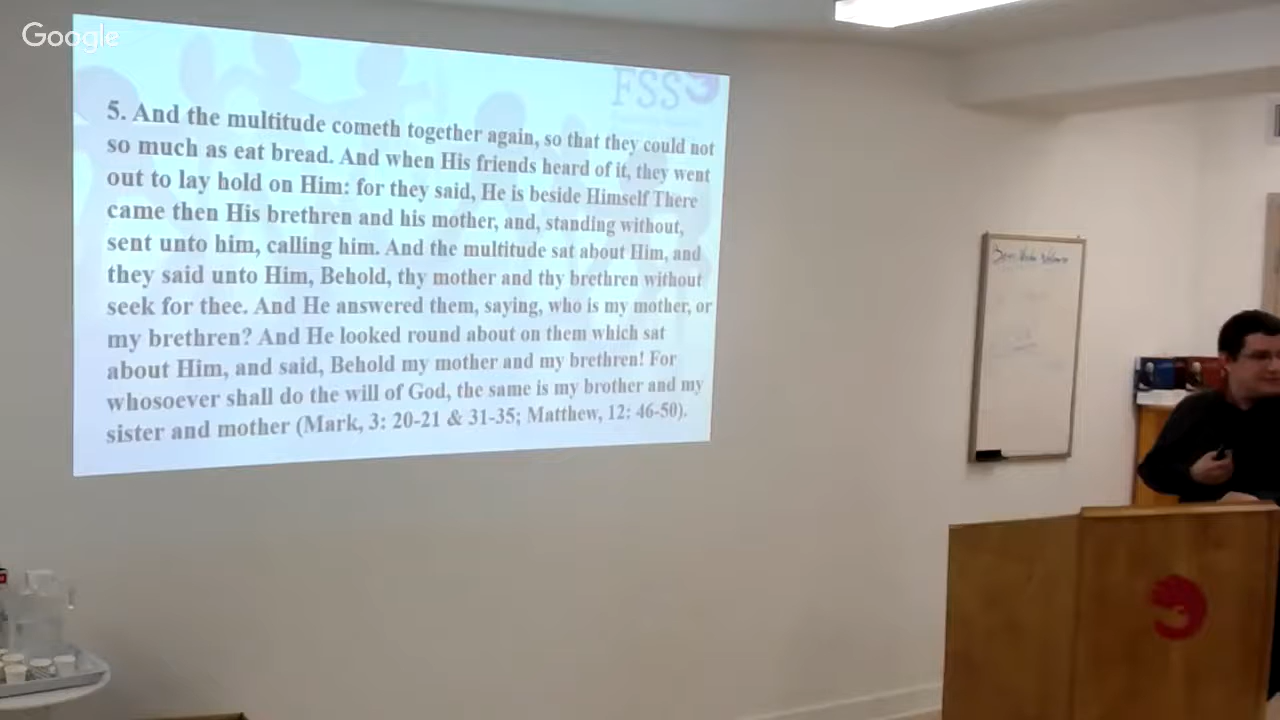 Google
FSS
5. And the multitude cometh together again, so that they could not
so much as eat bread. And when His friends heard of it, they went
out to lay hold on Him: for they said, He is beside Himself There
came then His brethren and his mother, and, standing without,
sent unto him, calling him. And the multitude sat about Him, and
they said unto Him, Behold, thy mother and thy brethren without
seek for thee. And He answered them, saying, who is my mother, or
my brethren? And He looked round about on them which sat
about Him, and said, Behold my mother and my brethren! For
whosoever shall do the will of God, the same is my brother and my
sister and mother (Mark, 3: 20-21 & 31-35; Matthew, 12: 46-50).